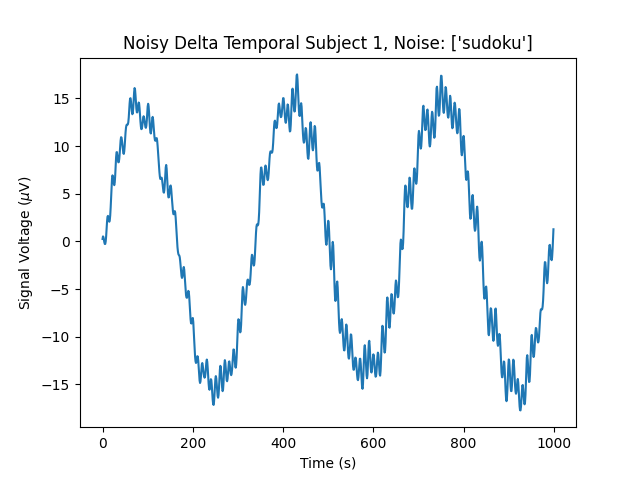 Noisy Delta Temporal Subject 1, Noise: ['sudoku']
Signal Voltage (μV)
15
10
5
0
−5
−10
−15
0 200 400 600 800 1000
Time (s)